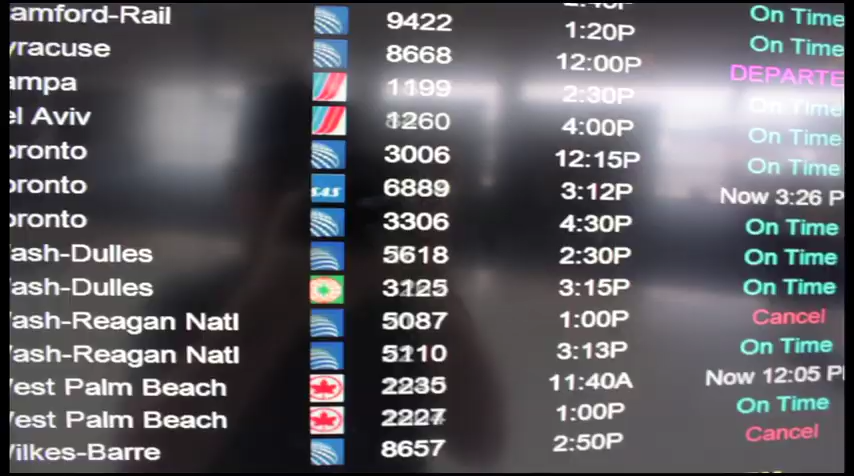 On Time
amford-Rail 9422 1:20P On Time
yracuse 8668 12:00P DEPARTE
ampa 1199 2:30P On Time
el Aviv 1260 4:00P On Time
oronto 3006 12:15P On Time
oronto SAS 6889 3:12P Now 3:26 P
oronto 3306 4:30P On Time
ash-Dulles 5618 2:30P On Time
ash-Dulles 3125 3:15P On Time
ash-Reagan Natl 5087 1:00P Cancel
ash-Reagan Natl 5110 3:13P On Time
est Palm Beach 2235 11:40A Now 12:05 P
est Palm Beach 2227 1:00P On Time
ilkes-Barre 8657 2:50P Cancel